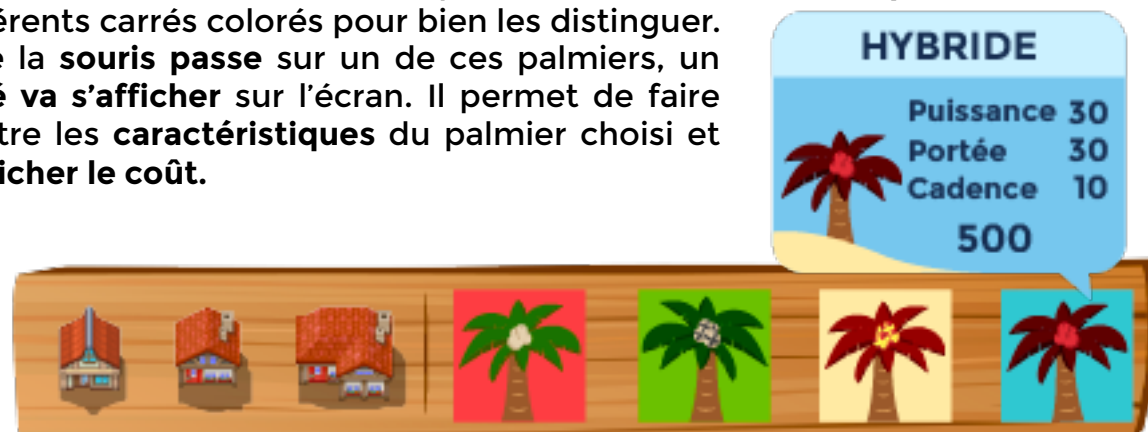 érents carrés colorés pour bien les distinguer.
la souris passe sur un de ces palmiers, un
va s’afficher sur l’écran. Il permet de faire
tre les caractéristiques du palmier choisi et
icher le coût.
HYBRIDE
Puissance 30
Portée 30
Cadence 10
500